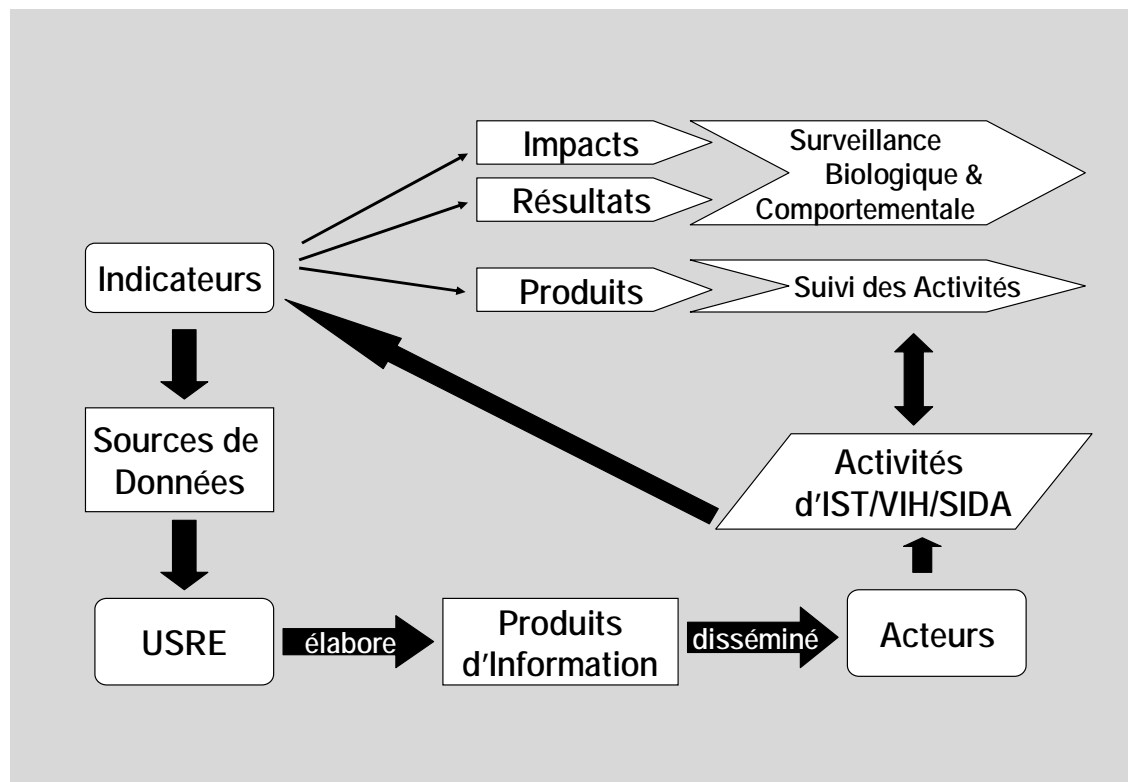 Impacts
Surveillance
Biologique &
Comportementale
Résultats
Indicateurs
Produits
Suivi des Activités
Sources de
Données
Activités
d'IST/VIH/SIDA
USRE
élabore
Produits
d'Information
disséminé
Acteurs